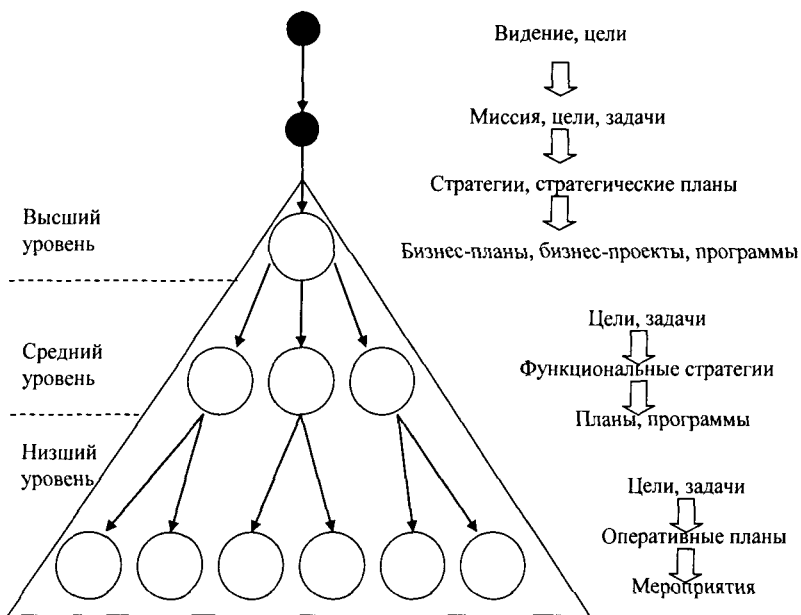 Видение, цели
Миссия, цели, задачи
Стратегии, стратегические планы
Высший
уровень
Бизнес-планы, бизнес-проекты, программы
Цели, задачи
Средний
уровень
Функциональные стратегии
Планы, программы
Низший
уровень
Цели, задачи
Оперативные планы
Мероприятия